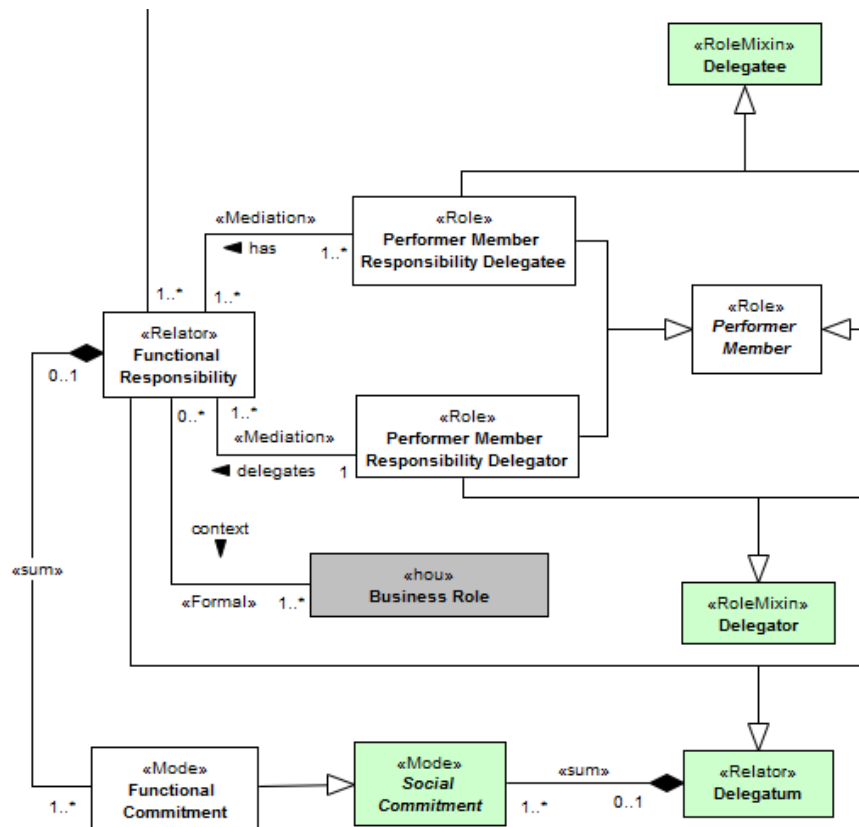 «RoleMixin»
Delegatee
«Mediation»
has
1..*
«Role»
Performer Member
Responsibility Delegatee
1..*
1..*
«Role»
Performer
Member
«Relator»
Functional
Responsibility
0..1
0..*
1..*
«Mediation»
delegates
1
«Role»
Performer Member
Responsibility Delegator
context
«sum»
«Formal»
1..*
«hou»
Business Role
«RoleMixin»
Delegator
«Mode»
Functional
Commitment
1..*
«Mode»
Social
Commitment
«sum»
1..*
0..1
«Relator»
Delegatum